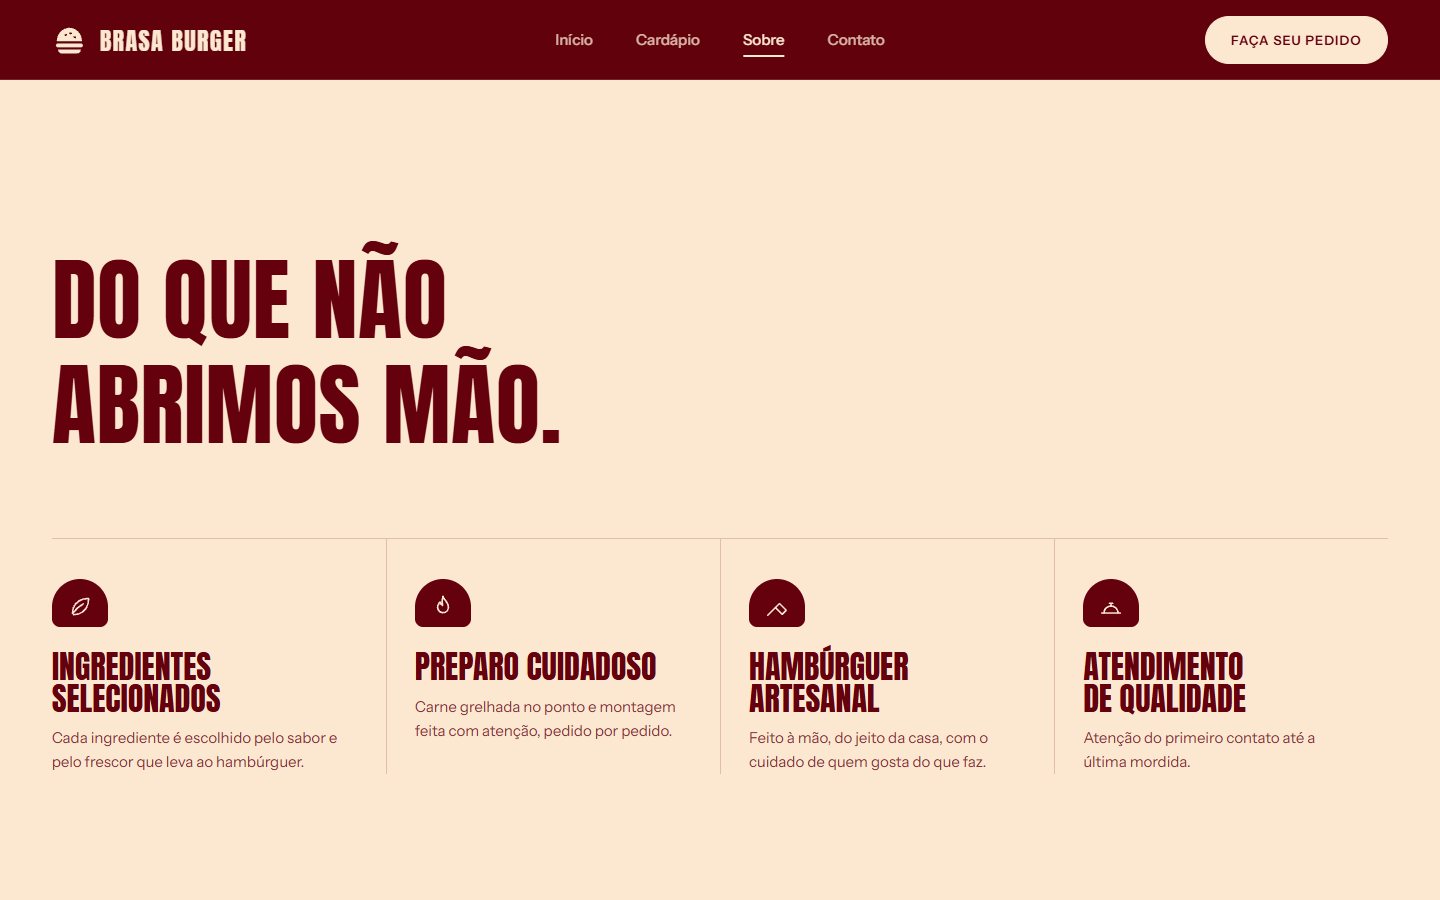 BRASA BURGER
Início
Cardápio
Sobre
Contato
FAÇA SEU PEDIDO
DO QUE NÃO
ABRIMOS MÃO.
INGREDIENTES
SELECIONADOS
Cada ingrediente é escolhido pelo sabor e
pelo frescor que leva ao hambúrguer.
PREPARO CUIDADOSO
Carne grelhada no ponto e montagem
feita com atenção, pedido por pedido.
HAMBÚRGUER
ARTESANAL
Feito à mão, do jeito da casa, com o
cuidado de quem gosta do que faz.
ATENDIMENTO
DE QUALIDADE
Atenção do primeiro contato até a
última mordida.